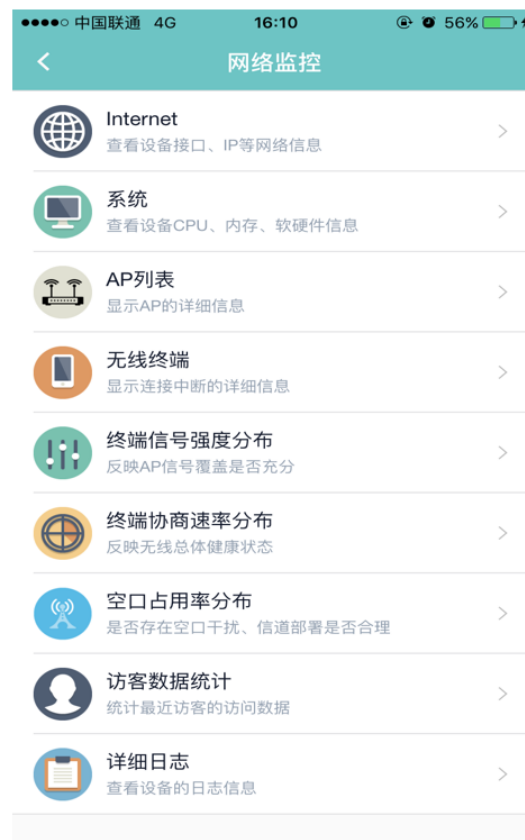 中国联通 4G 16:10 56%
网络监控
Internet
查看设备接口、IP等网络信息
系统
查看设备CPU、内存、软硬件信息
AP列表
显示AP的详细信息
无线终端
显示连接中断的详细信息
终端信号强度分布
反映AP信号覆盖是否充分
终端协商速率分布
反映无线总体健康状态
空口占用率分布
是否存在空口干扰、信道部署是否合理
访客数据统计
统计最近访客的访问数据
详细日志
查看设备的日志信息